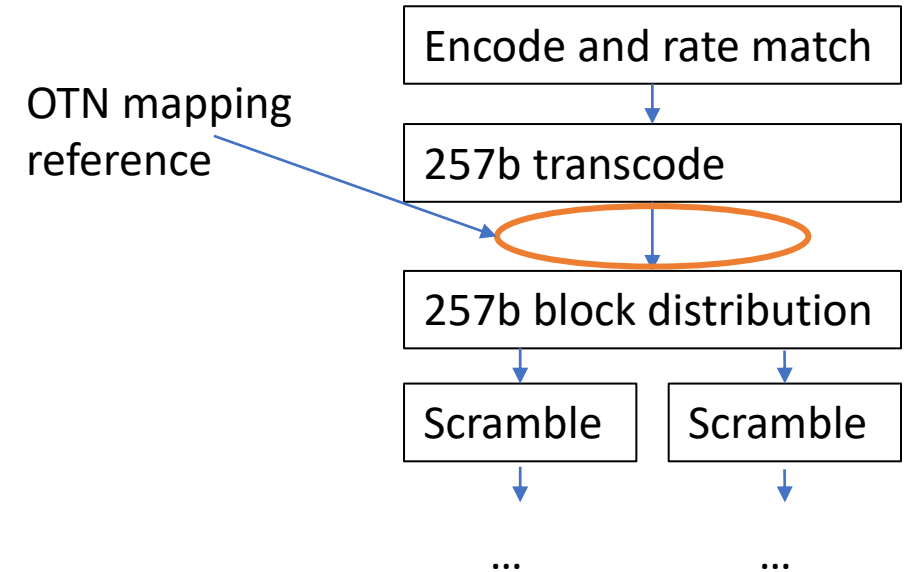 Encode and rate match
OTN mapping
reference
257b transcode
257b block distribution
Scramble Scramble
... ...